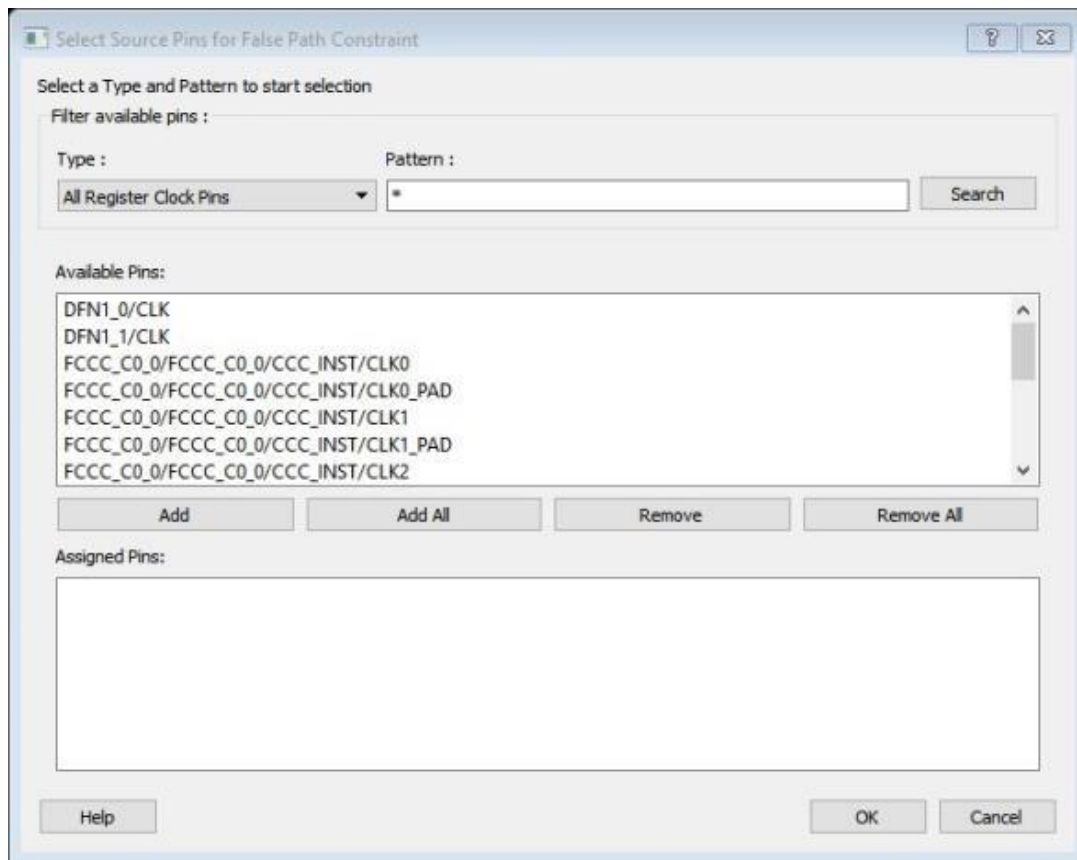 Select Source Pins for False Path Constraint
Select a Type and Pattern to start selection
Filter available pins :
Type : Pattern :
All Register Clock Pins * Search
Available Pins:
DFN1_0/CLK
DFN1_1/CLK
FCCC_C0_0/FCCC_C0_0/CCC_INST/CLK0
FCCC_C0_0/FCCC_C0_0/CCC_INST/CLK0_PAD
FCCC_C0_0/FCCC_C0_0/CCC_INST/CLK1
FCCC_C0_0/FCCC_C0_0/CCC_INST/CLK1_PAD
FCCC_C0_0/FCCC_C0_0/CCC_INST/CLK2
Add Add All Remove Remove All
Assigned Pins:
Help OK Cancel